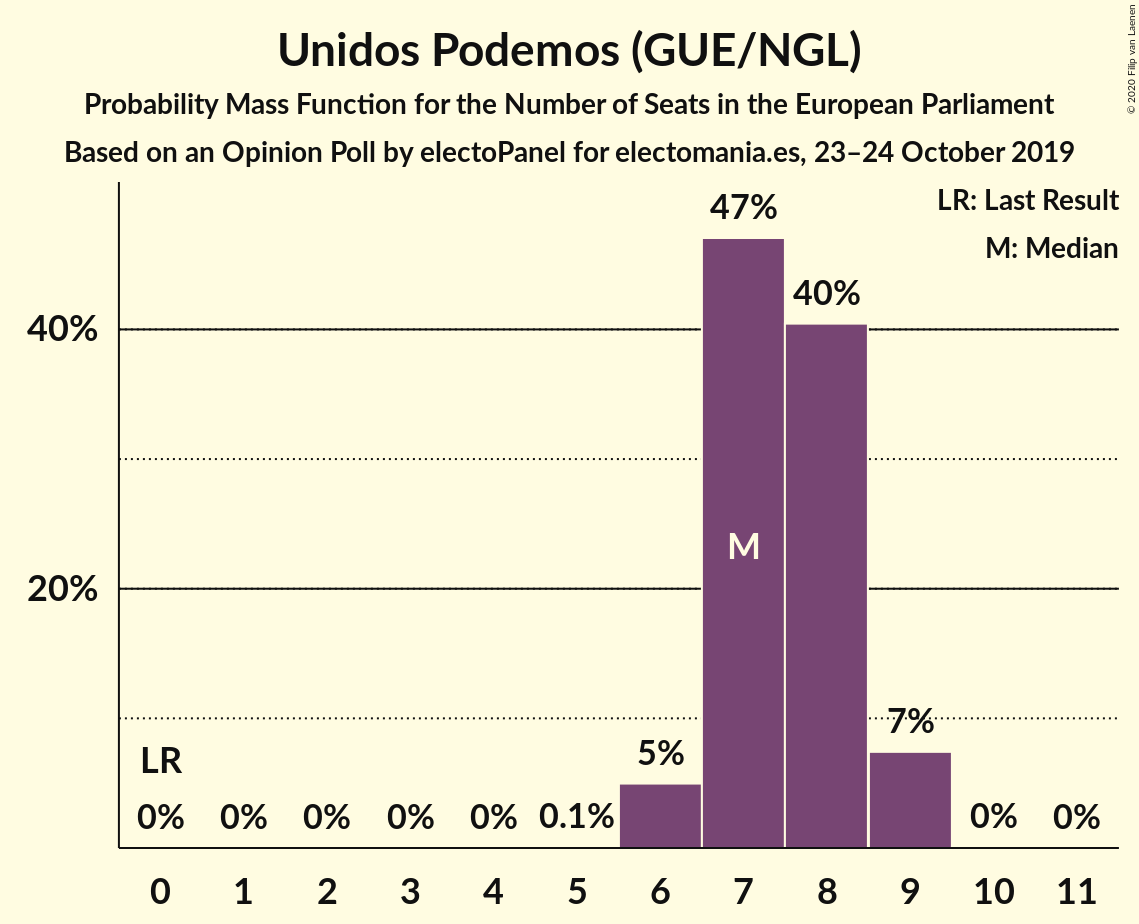 Unidos Podemos (GUE/NGL)
Probability Mass Function for the Number of Seats in the European Parliament
Based on an Opinion Poll by electoPanel for electomania.es, 23–24 October 2019
© 2020 Filip van Laenen
LR: Last Result
M: Median
47%
40%
40%
M
20%
7%
5%
LR
0% 0% 0% 0% 0% 0.1% 0% 0%
0 1 2 3 4 5 6 7 8 9 10 11